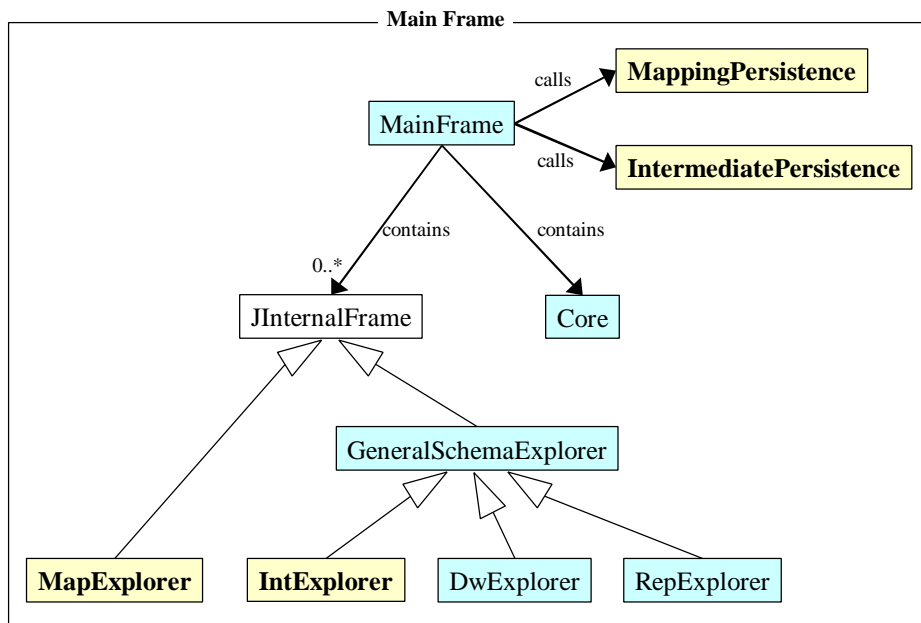 Main Frame
MappingPersistence
calls
MainFrame
calls
IntermediatePersistence
contains
contains
0..*
JInternalFrame
Core
GeneralSchemaExplorer
MapExplorer
IntExplorer
DwExplorer
RepExplorer